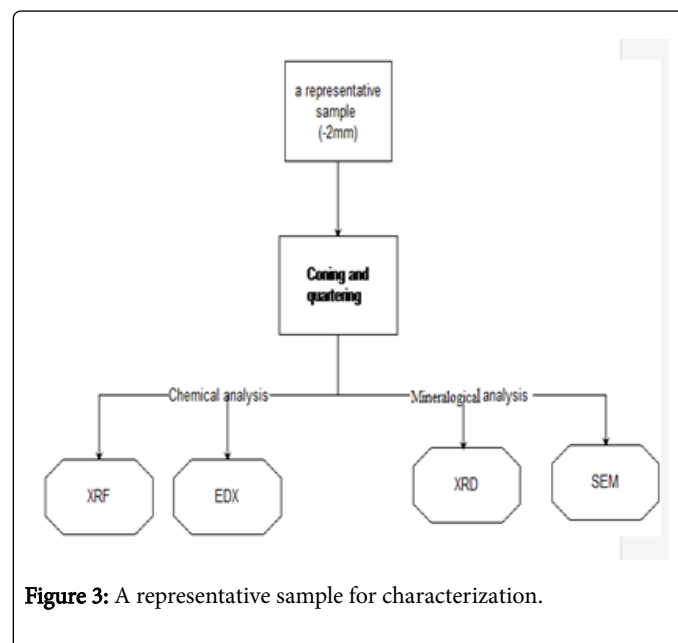 a representative
sample
(-2mm)
Coning and
quartering
Chemical analysis
Mineralogical analysis
XRF
EDX
XRD
SEM
Figure 3: A representative sample for characterization.